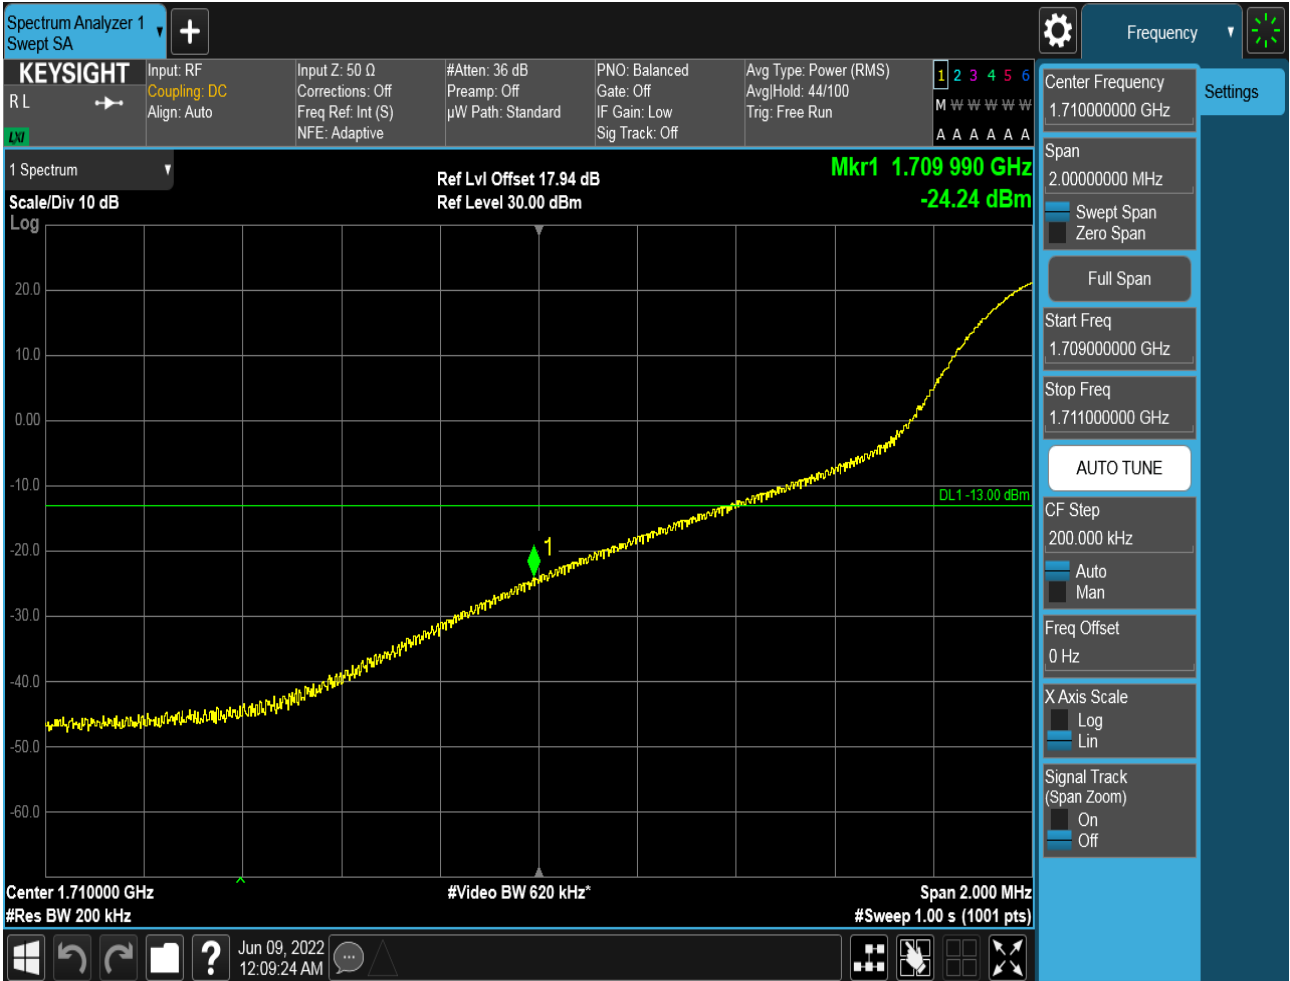 Spectrum Analyzer 1
Swept SA
Frequency
KEYSIGHT
R L
LXI
Input: RF
Coupling: DC
Align: Auto
Input Z: 50 Ω
Corrections: Off
Freq Ref: Int (S)
NFE: Adaptive
#Atten: 36 dB
Preamp: Off
µW Path: Standard
PNO: Balanced
Gate: Off
IF Gain: Low
Sig Track: Off
Avg Type: Power (RMS)
Avg|Hold: 44/100
Trig: Free Run
1 2 3 4 5 6
M W W W W W
A A A A A A
1 Spectrum
Scale/Div 10 dB
Log
Ref Lvl Offset 17.94 dB
Ref Level 30.00 dBm
Mkr1 1.709 990 GHz
-24.24 dBm
20.0
10.0
0.00
-10.0
-20.0
-30.0
-40.0
-50.0
-60.0
DL1 -13.00 dBm
1
Center 1.710000 GHz
#Res BW 200 kHz
#Video BW 620 kHz*
Span 2.000 MHz
#Sweep 1.00 s (1001 pts)
Center Frequency
1.710000000 GHz
Settings
Span
2.00000000 MHz
Swept Span
Zero Span
Full Span
Start Freq
1.709000000 GHz
Stop Freq
1.711000000 GHz
AUTO TUNE
CF Step
200.000 kHz
Auto
Man
Freq Offset
0 Hz
X Axis Scale
Log
Lin
Signal Track
(Span Zoom)
On
Off
?
Jun 09, 2022
12:09:24 AM